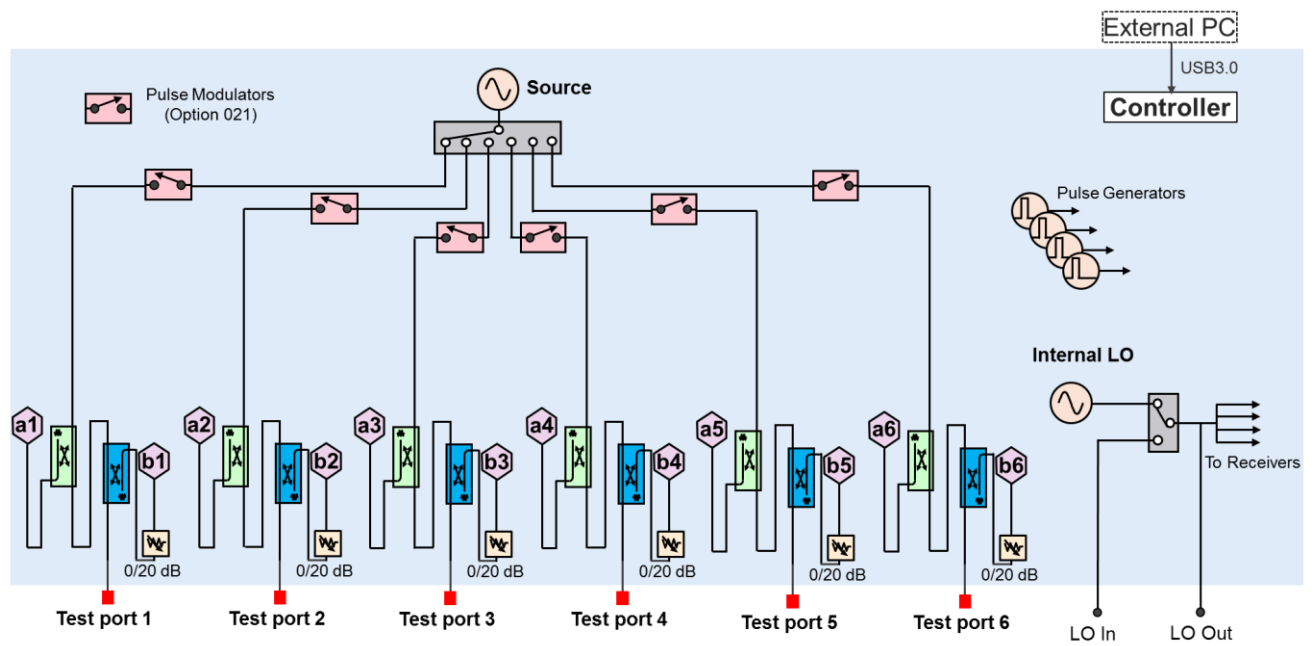 External PC
USB3.0
Controller
Pulse Modulators
(Option 021)
Source
Pulse Generators
Internal LO
To Receivers
a1
a2
a3
a4
a5
a6
b1
b2
b3
b4
b5
b6
0/20 dB
0/20 dB
0/20 dB
0/20 dB
0/20 dB
0/20 dB
Test port 1
Test port 2
Test port 3
Test port 4
Test port 5
Test port 6
LO In
LO Out